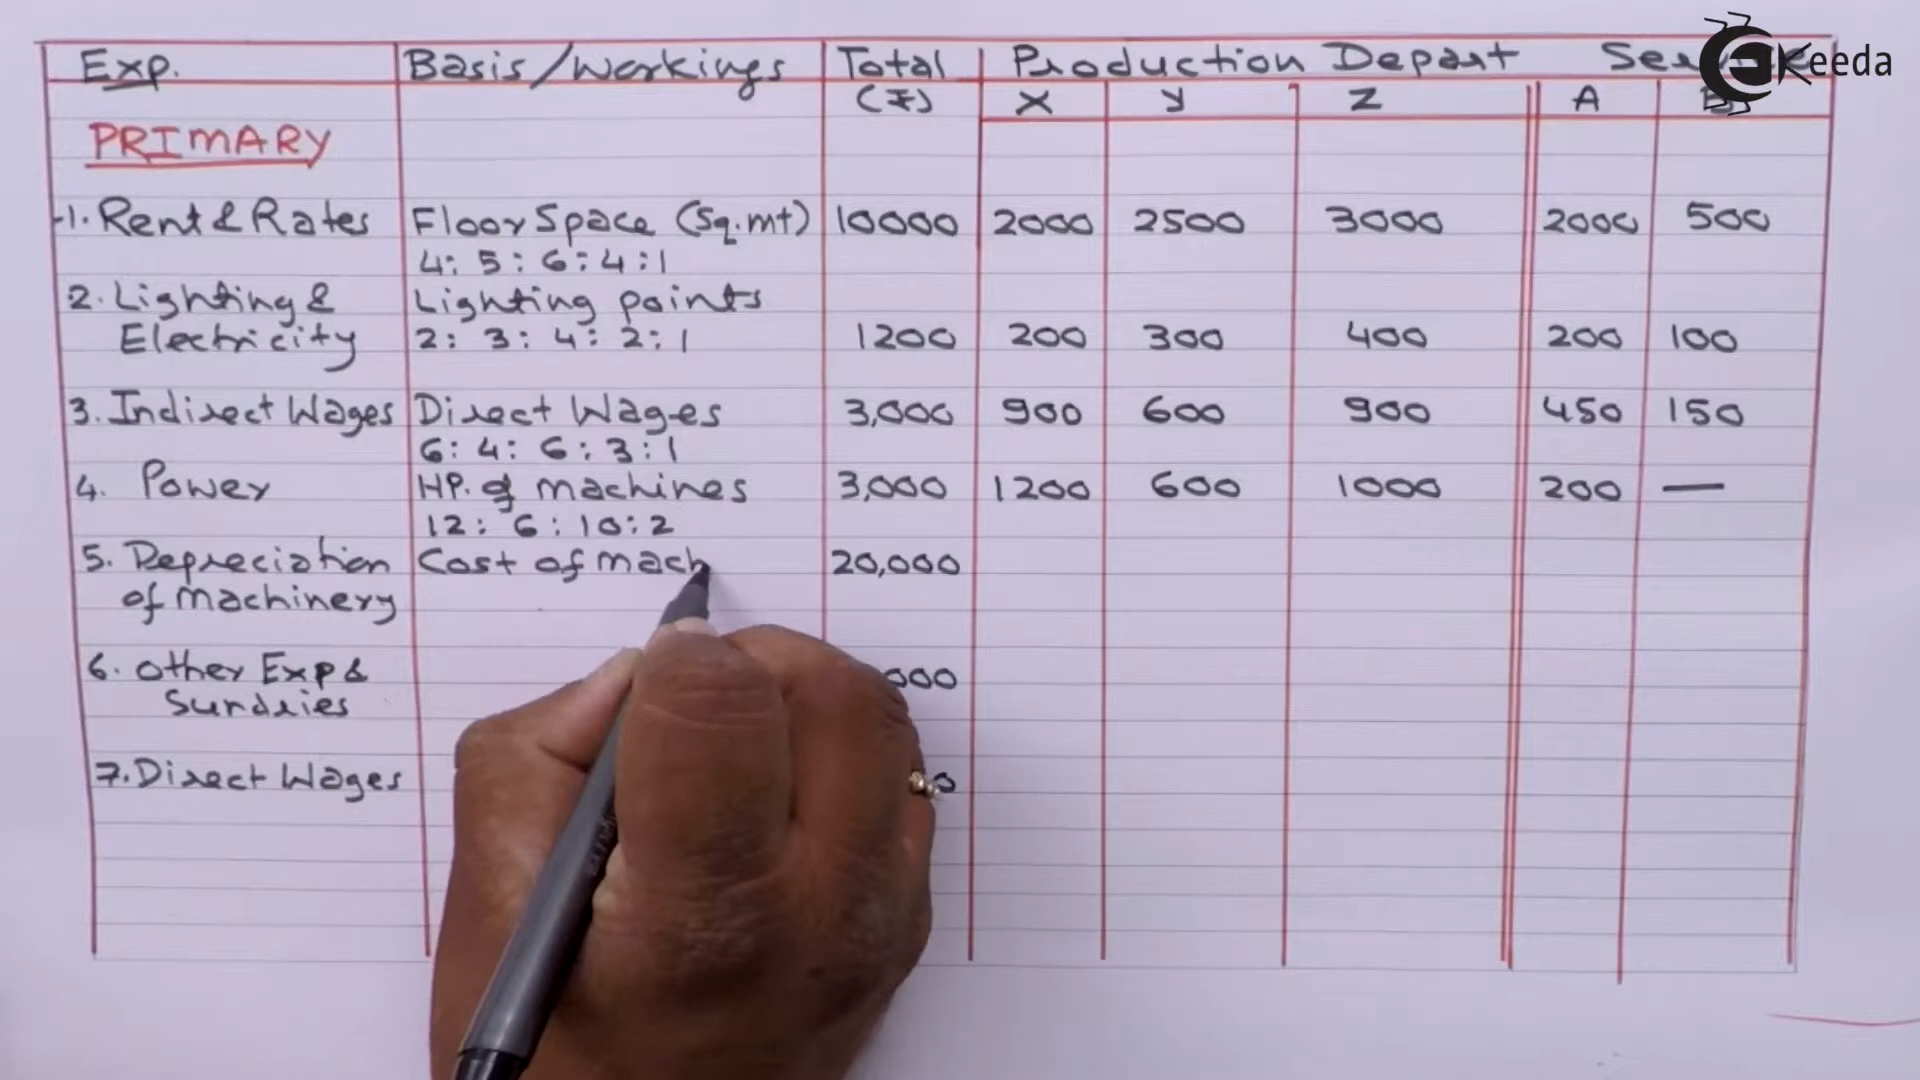 Exp. Basis/Workings Total Production Depart
(₹) X Y Z A B
PRIMARY
1. Rent & Rates Floor Space (Sq.mt) 10000 2000 2500 3000 2000 500
4: 5: 6: 4:1
2. Lighting & Lighting points
Electricity 2: 3: 4: 2:1 1200 200 300 400 200 100
3. Indirect Wages Direct Wages 3,000 900 600 900 450 150
6: 4: 6: 3:1
4. Power HP. of machines 3,000 1200 600 1000 200 —
12: 6: 10:2
5. Depreciation Cost of mach 20,000
of machinery
6. Other Exp &
Sundries
7. Direct Wages
Keeda